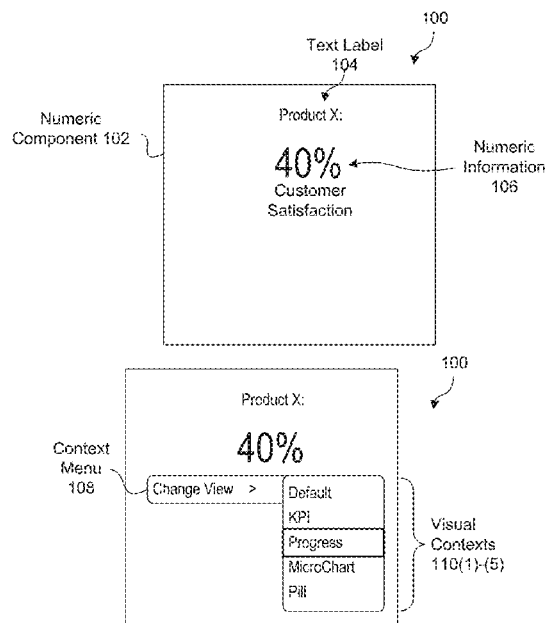 100
Text Label
104
Numeric
Component 102
Product X:
40%
Customer
Satisfaction
Numeric
Information
106
100
Product X:
40%
Context
Menu
108
Change View >
Default
KPI
Progress
MicroChart
Pill
Visual
Contexts
110(1)-(5)